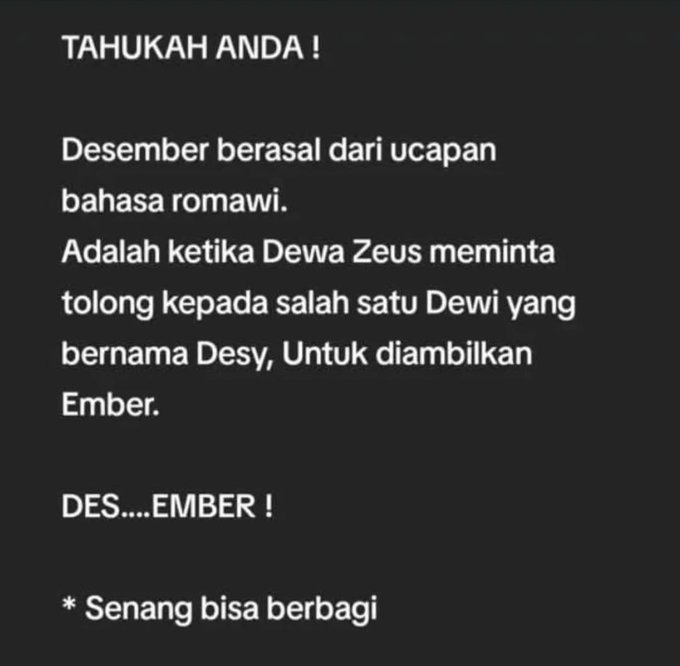 TAHUKAH ANDA !
Desember berasal dari ucapan
bahasa romawi.
Adalah ketika Dewa Zeus meminta
tolong kepada salah satu Dewi yang
bernama Desy, Untuk diambilkan
Ember.
DES....EMBER !
* Senang bisa berbagi